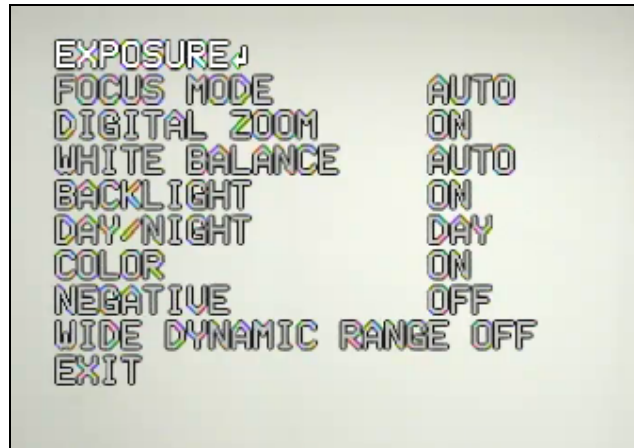 EXPOSURE↲
FOCUS MODE AUTO
DIGITAL ZOOM ON
WHITE BALANCE AUTO
BACKLIGHT ON
DAY/NIGHT DAY
COLOR ON
NEGATIVE OFF
WIDE DYNAMIC RANGE OFF
EXIT